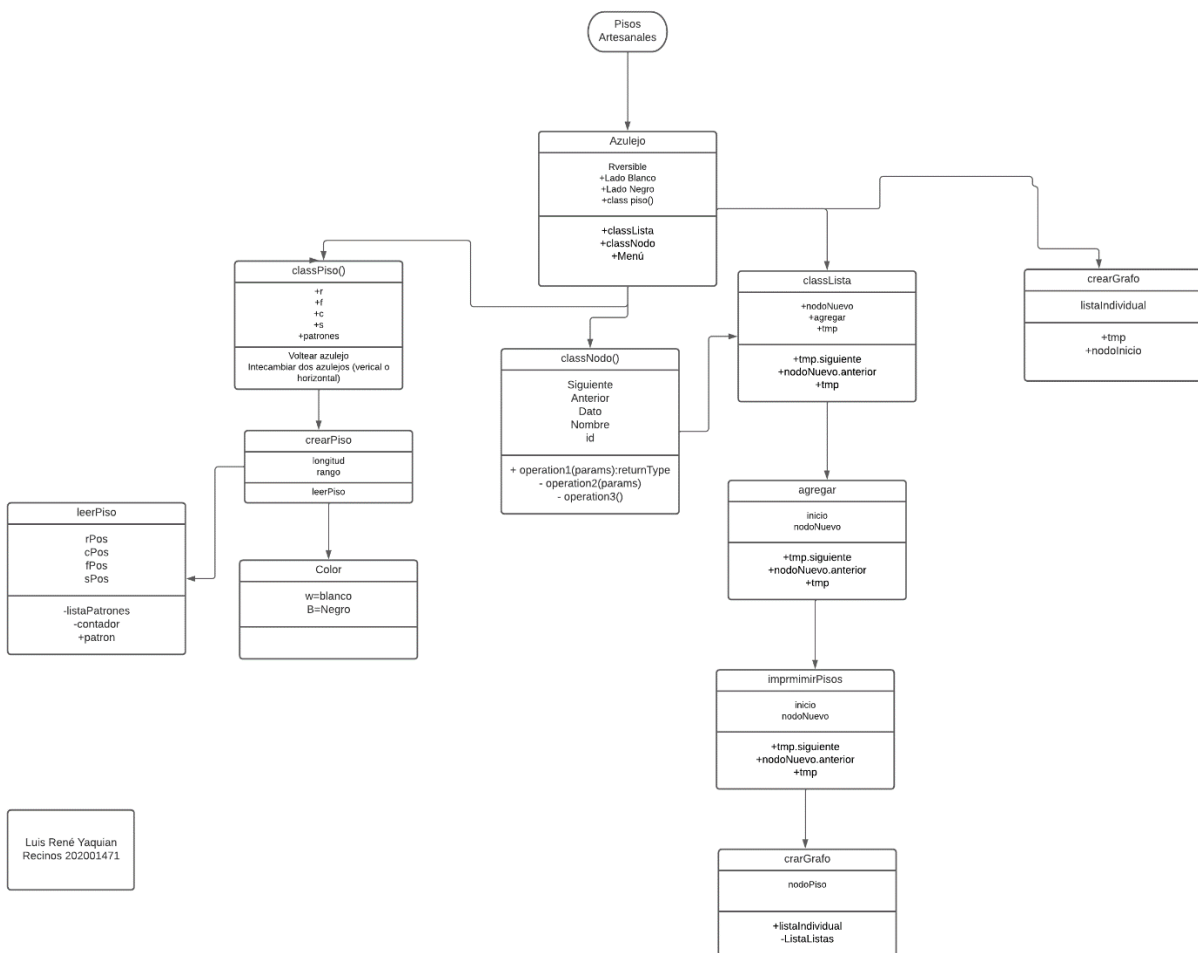 Pisos
Artesanales
Azulejo
Rversible
+Lado Blanco
+Lado Negro
+class piso()
+classLista
+classNodo
+Menú
classPiso()
+r
+f
+c
+s
+patrones
Voltear azulejo
Intecambiar dos azulejos (verical o
horizontal)
classNodo()
Siguiente
Anterior
Dato
Nombre
id
+ operation1(params):returnType
- operation2(params)
- operation3()
classLista
+nodoNuevo
+agregar
+tmp
+tmp.siguiente
+nodoNuevo.anterior
+tmp
crearGrafo
listaIndividual
+tmp
+nodoInicio
crearPiso
longitud
rango
leerPiso
leerPiso
rPos
cPos
fPos
sPos
-listaPatrones
-contador
+patron
Color
w=blanco
B=Negro
agregar
inicio
nodoNuevo
+tmp.siguiente
+nodoNuevo.anterior
+tmp
imprmimirPisos
inicio
nodoNuevo
+tmp.siguiente
+nodoNuevo.anterior
+tmp
crarGrafo
nodoPiso
+listaIndividual
-ListaListas
Luis René Yaquian
Recinos 202001471